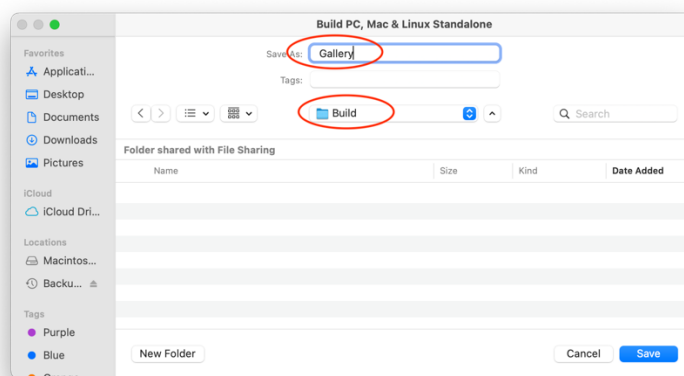 Build PC, Mac & Linux Standalone
Save As: Gallery
Tags:
Build
Search
Favorites
Applicati...
Desktop
Documents
Downloads
Pictures
iCloud
iCloud Dri...
Locations
Macintos...
Backu...
Tags
Purple
Blue
Folder shared with File Sharing
Name Size Kind Date Added
New Folder Cancel Save